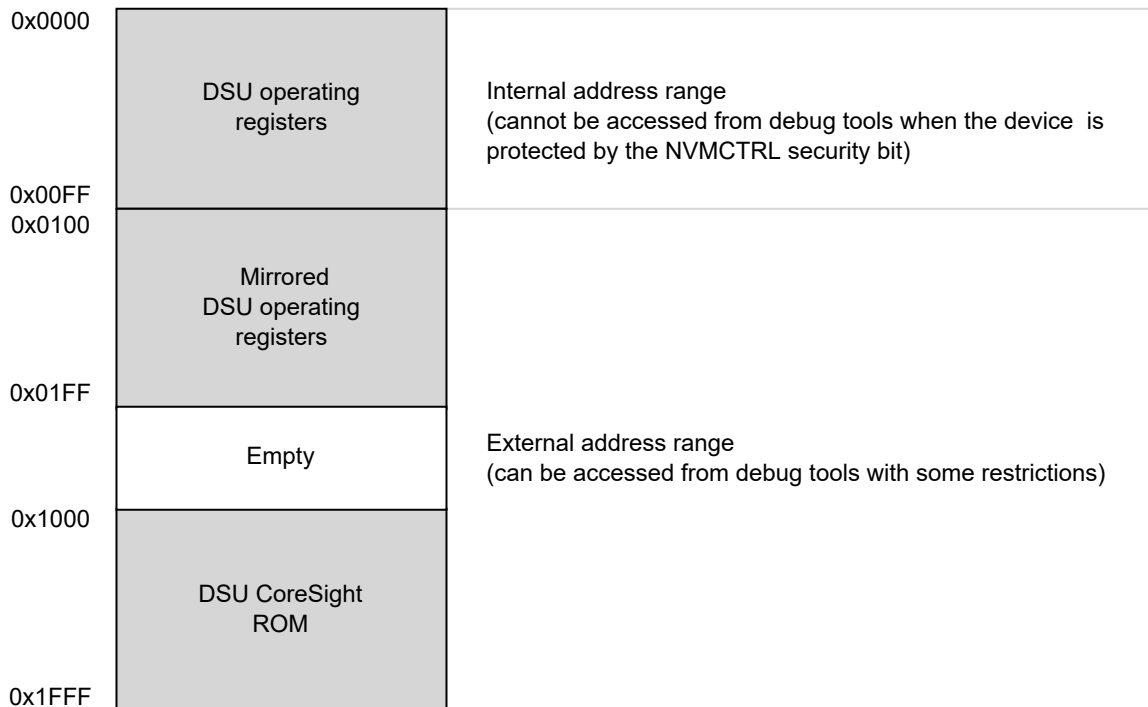 0x0000
DSU operating
registers
Internal address range
(cannot be accessed from debug tools when the device is
protected by the NVMCTRL security bit)
0x00FF
0x0100
Mirrored
DSU operating
registers
0x01FF
Empty
External address range
(can be accessed from debug tools with some restrictions)
0x1000
DSU CoreSight
ROM
0x1FFF